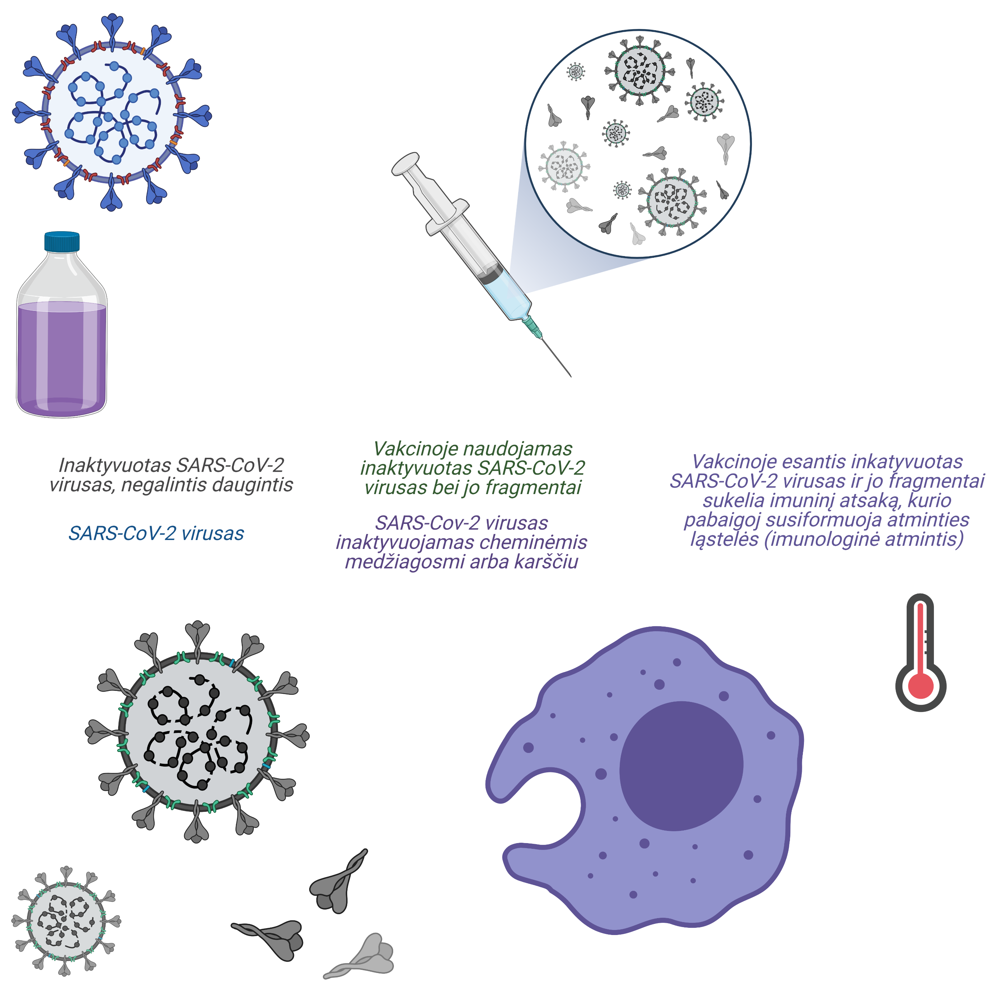 Inaktyvuotas SARS-CoV-2
virusas, negalintis daugintis
SARS-CoV-2 virusas
Vakcinoje naudojamas
inaktyvuotas SARS-CoV-2
virusas bei jo fragmentai
SARS-Cov-2 virusas
inaktyvuojamas cheminėmis
medžiagosmi arba karščiu
Vakcinoje esantis inkatyvuotas
SARS-CoV-2 virusas ir jo fragmentai
sukelia imuninį atsaką, kurio
pabaigoj susiformuoja atminties
ląstelės (imunologinė atmintis)